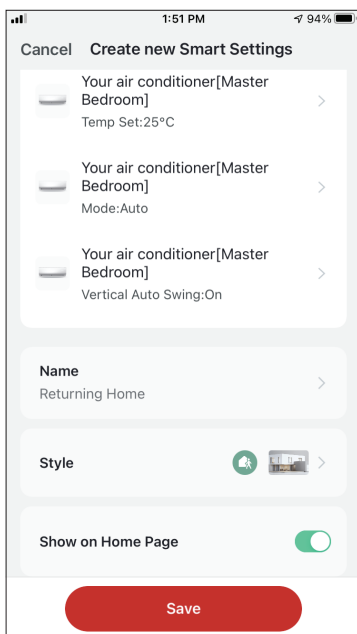 1:51 PM
94%
Cancel Create new Smart Settings
Your air conditioner[Master
Bedroom]
Temp Set:25°C
Your air conditioner[Master
Bedroom]
Mode:Auto
Your air conditioner[Master
Bedroom]
Vertical Auto Swing:On
Name
Returning Home
Style
Show on Home Page
Save